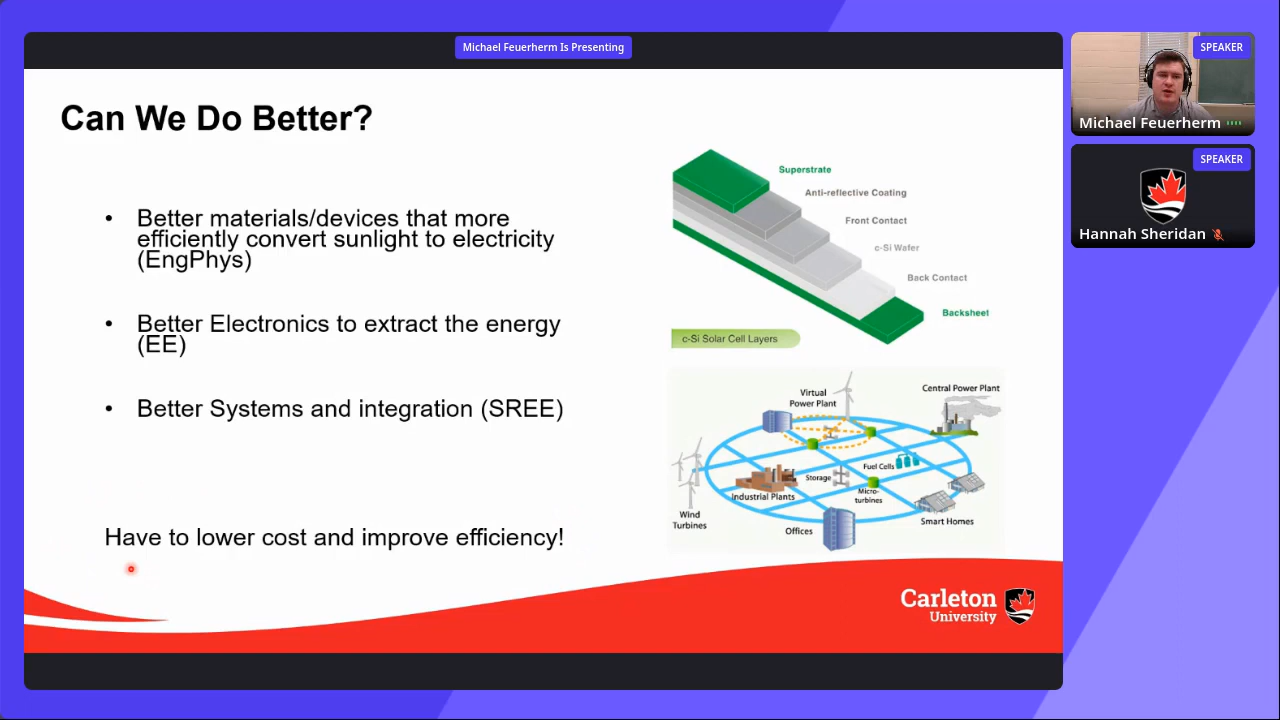 Michael Feuerherm Is Presenting
SPEAKER
Michael Feuerherm
SPEAKER
Hannah Sheridan
Can We Do Better?
• Better materials/devices that more
efficiently convert sunlight to electricity
(EngPhys)
• Better Electronics to extract the energy
(EE)
• Better Systems and integration (SREE)
Have to lower cost and improve efficiency!
Superstrate
Anti-reflective Coating
Front Contact
c-Si Wafer
Back Contact
Backsheet
c-Si Solar Cell Layers
Virtual
Power Plant
Central Power Plant
Fuel Cells
Storage
Industrial Plants
Micro-
turbines
Wind
Turbines
Offices
Smart Homes
Carleton
University